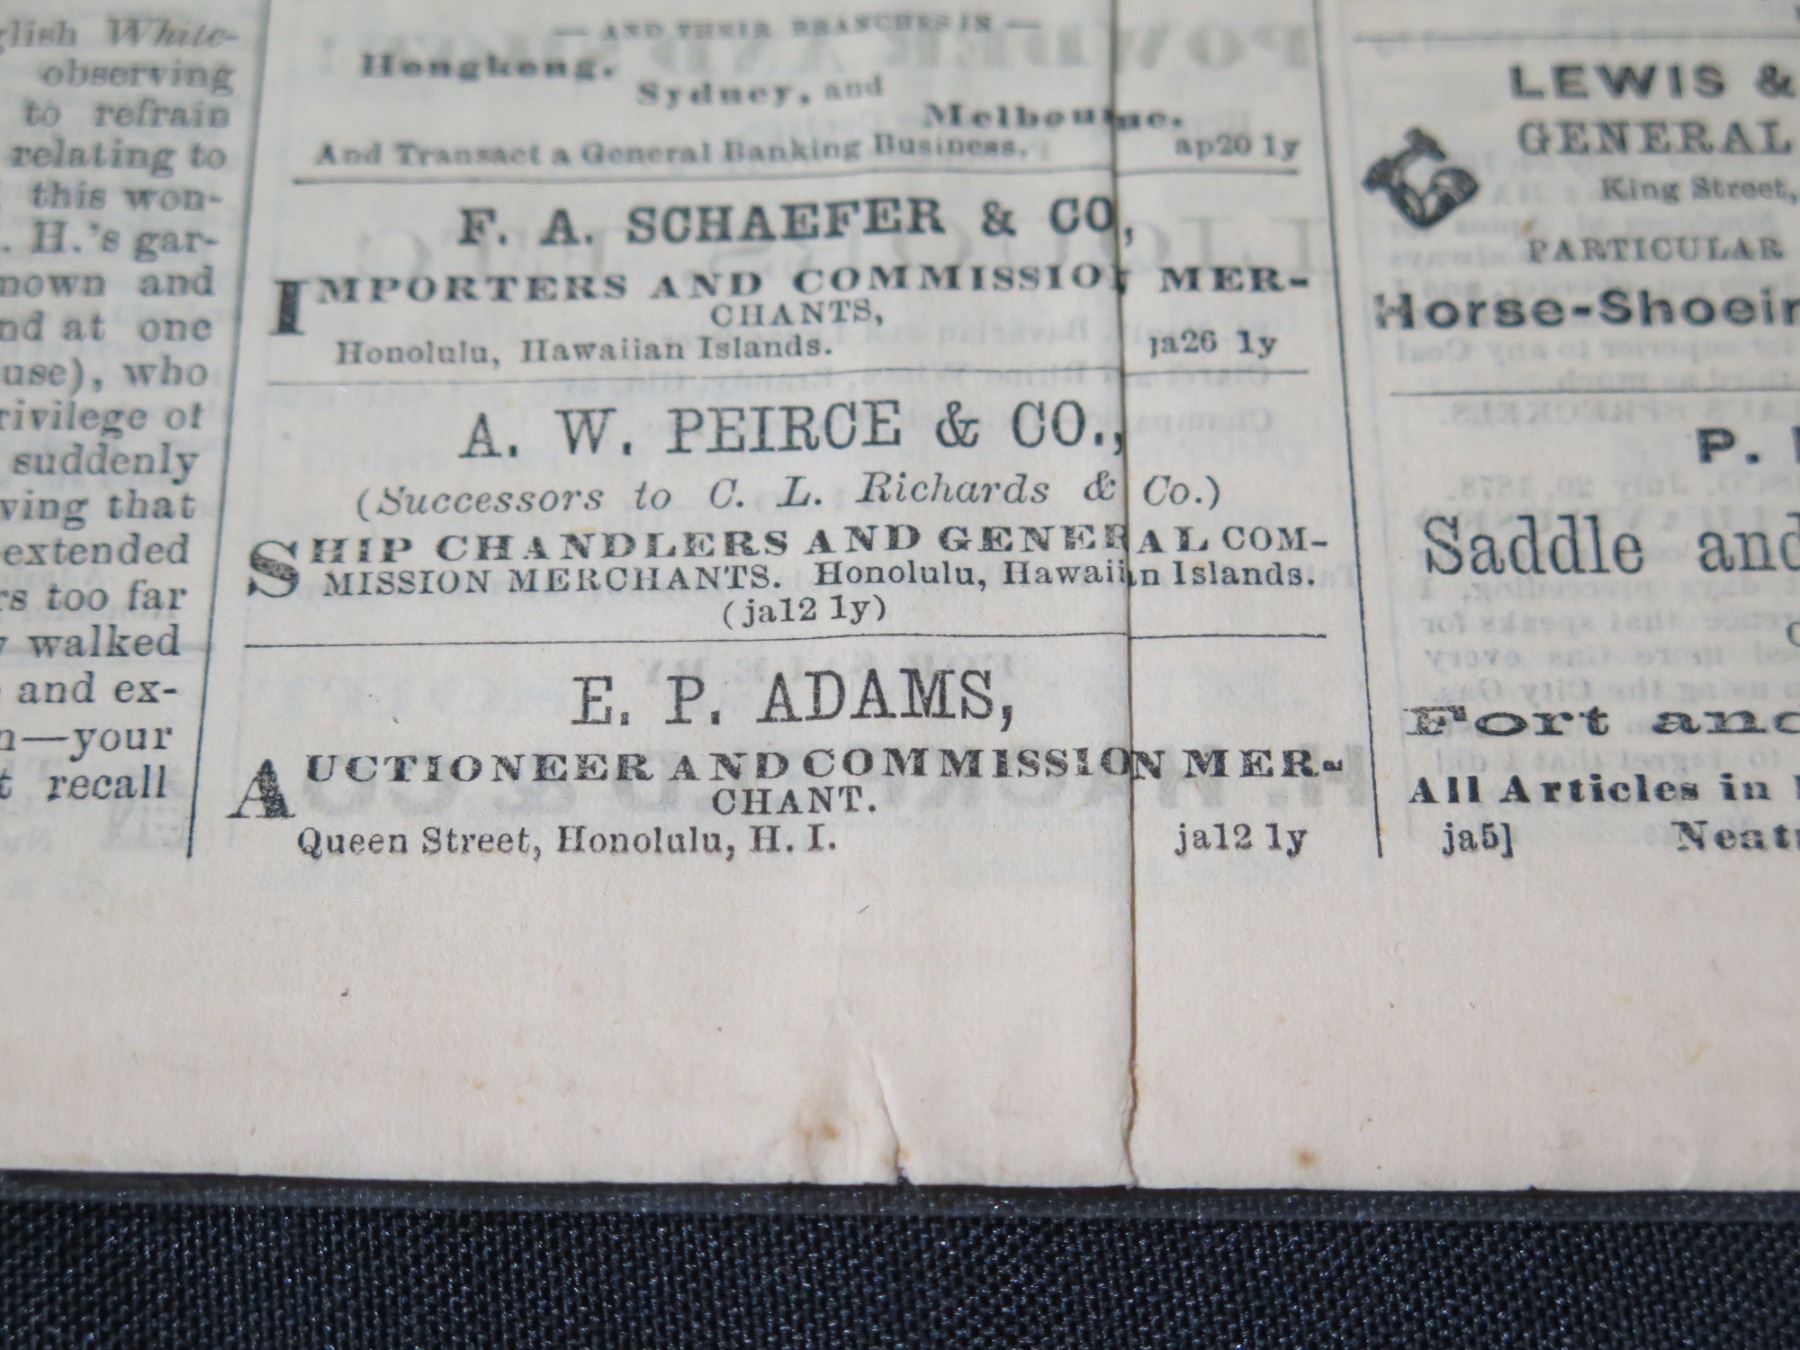 glish White-
observing
to refrain
relating to
this won-
. H.'s gar-
nown and
nd at one
use), who
rivilege of
suddenly
ving that
-extended
rs too far
y walked
and ex-
n—your
t recall
— AND THEIR BRANCHES IN —
Hongkong.
Sydney, and
Melbourne.
And Transact a General Banking Business. ap20 1y
F. A. SCHAEFER & CO,
IMPORTERS AND COMMISSION MER-
CHANTS,
Honolulu, Hawaiian Islands. ja26 1y
A. W. PEIRCE & CO.,
(Successors to C. L. Richards & Co.)
SHIP CHANDLERS AND GENERAL COM-
MISSION MERCHANTS. Honolulu, Hawaiian Islands.
(ja12 1y)
E. P. ADAMS,
AUCTIONEER AND COMMISSION MER-
CHANT.
Queen Street, Honolulu, H. I. ja12 1y
LEWIS &
GENERAL
King Street,
PARTICULAR
Horse-Shoein
P.
Saddle and
Fort and
All Articles in
ja5] Neat